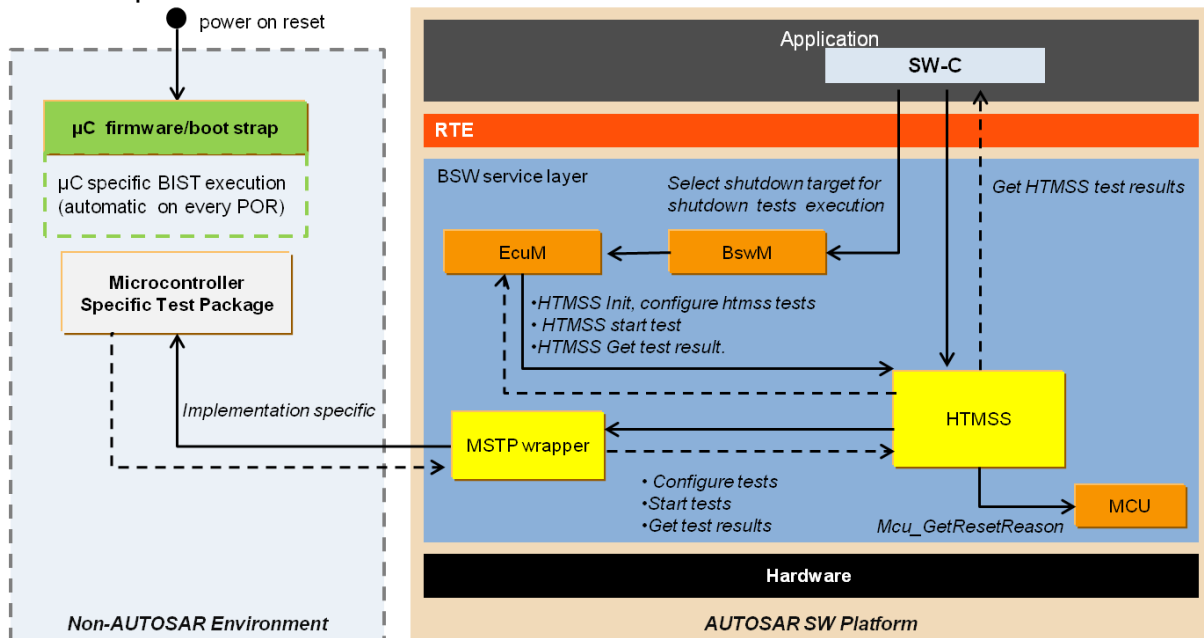 power on reset
µC firmware/boot strap
µC specific BIST execution
(automatic on every POR)
Microcontroller
Specific Test Package
Implementation specific
Non-AUTOSAR Environment
Application
SW-C
RTE
BSW service layer
Select shutdown target for
shutdown tests execution
Get HTMSS test results
EcuM
BswM
•HTMSS Init, configure htmss tests
• HTMSS start test
•HTMSS Get test result.
HTMSS
MSTP wrapper
• Configure tests
•Start tests
•Get test results
Mcu_GetResetReason
MCU
Hardware
AUTOSAR SW Platform